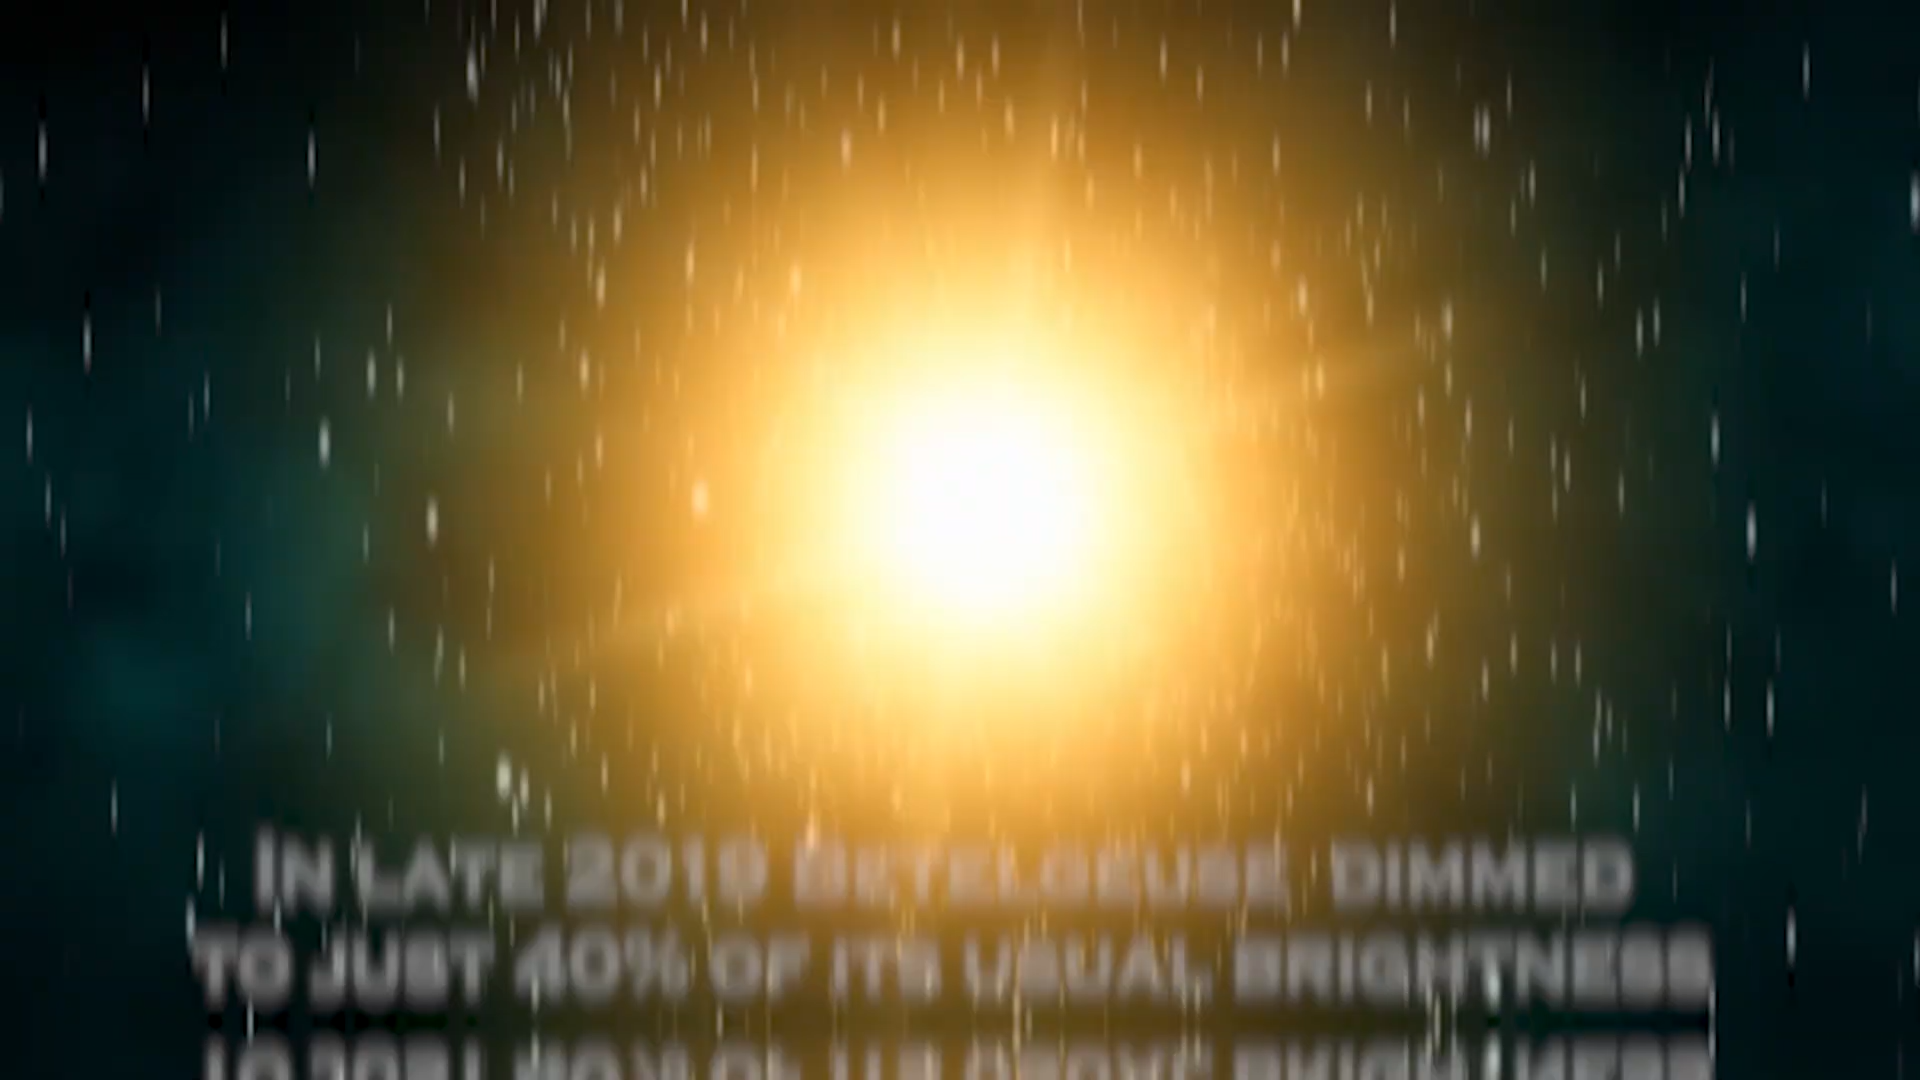 In late 2019 Betelgeuse dimmed
to just 40% of its usual brightness